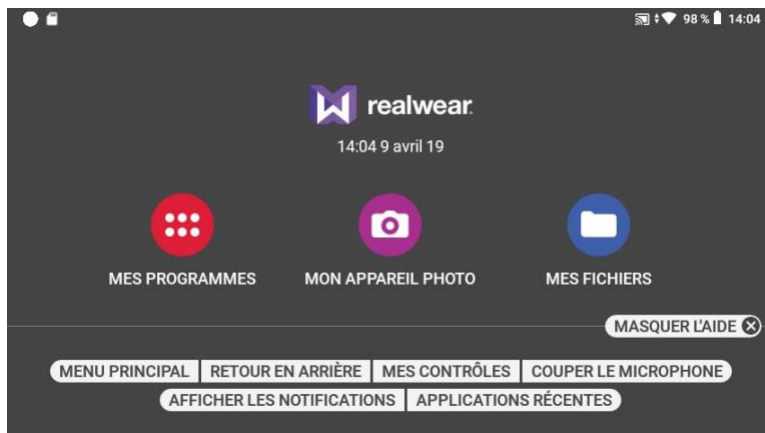 98 % 14:04
realwear
14:04 9 avril 19
MES PROGRAMMES MON APPAREIL PHOTO MES FICHIERS
MASQUER L'AIDE
MENU PRINCIPAL RETOUR EN ARRIÈRE MES CONTRÔLES COUPER LE MICROPHONE
AFFICHER LES NOTIFICATIONS APPLICATIONS RÉCENTES